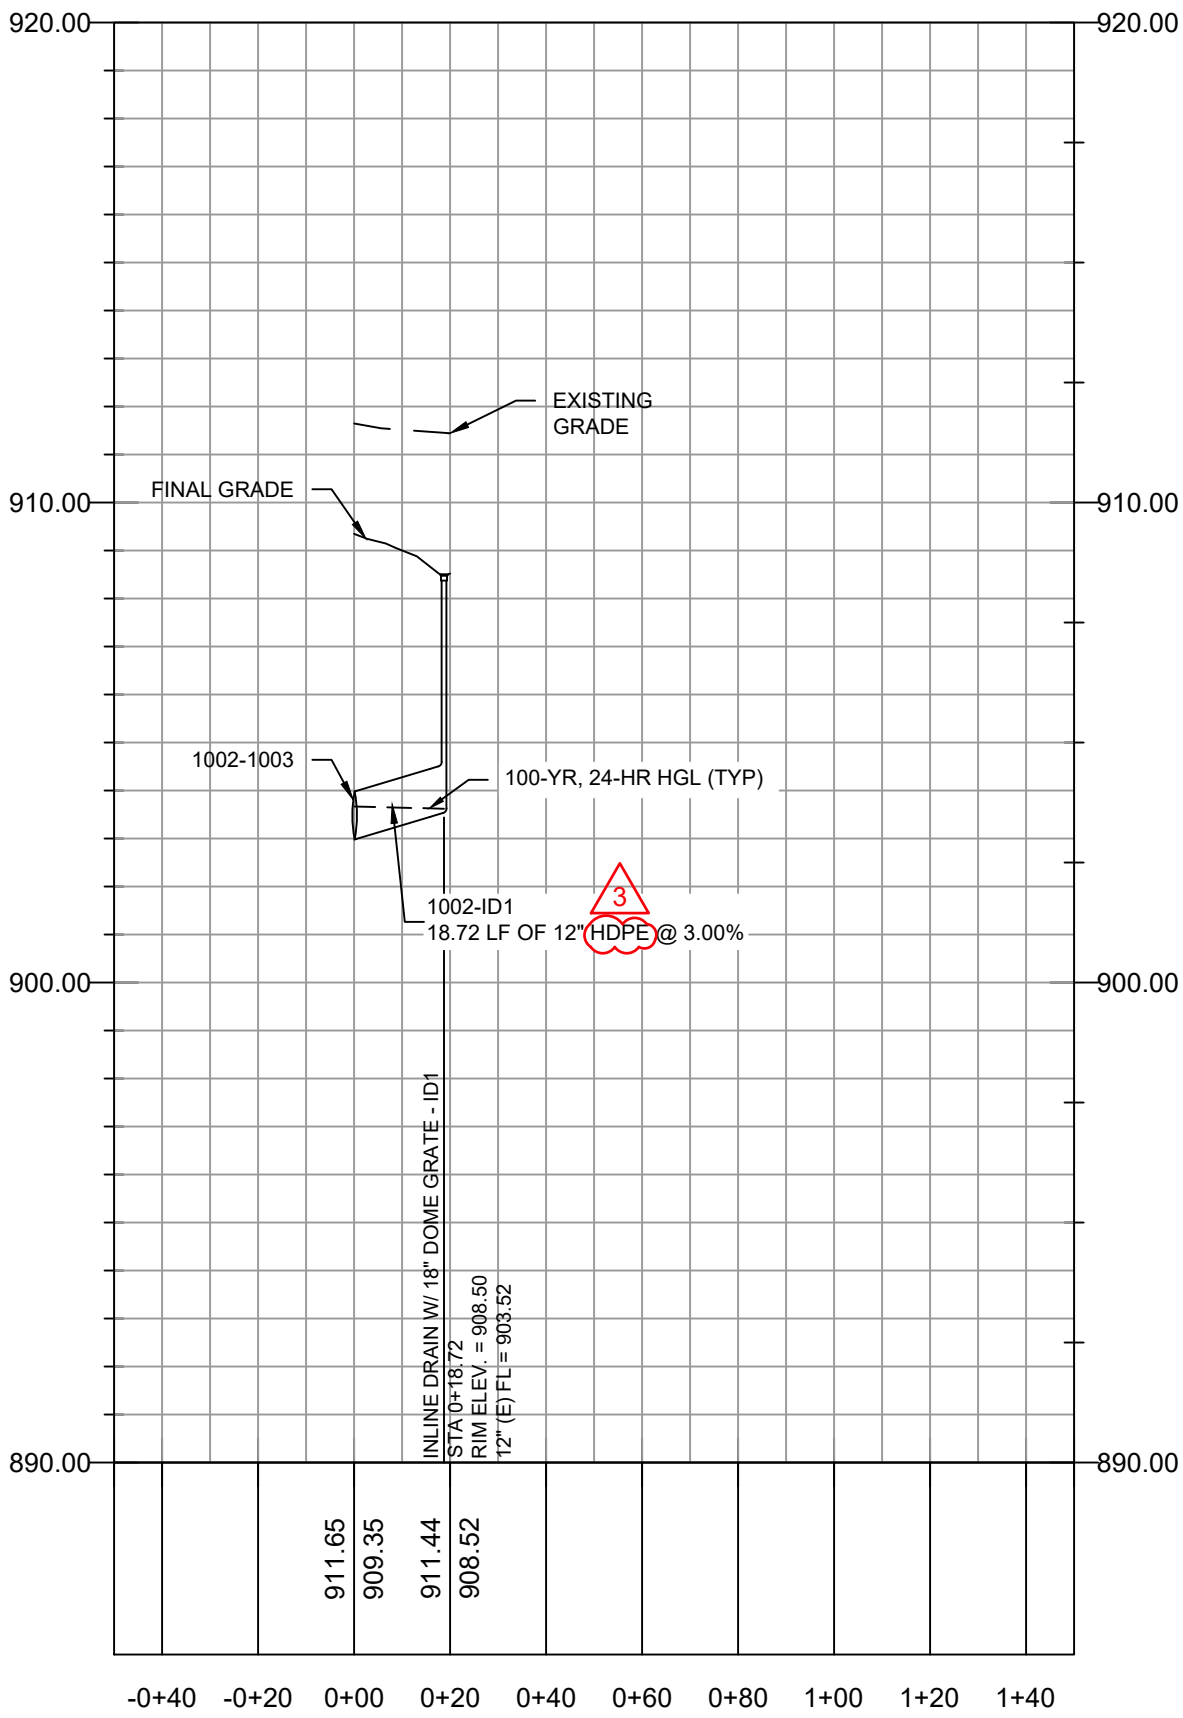 920.00
920.00
EXISTING
GRADE
FINAL GRADE
910.00
910.00
1002-1003
100-YR, 24-HR HGL (TYP)
3
1002-ID1
18.72 LF OF 12" HDPE @ 3.00%
900.00
900.00
INLINE DRAIN W/ 18" DOME GRATE - ID1
STA 0+18.72
RIM ELEV. = 908.50
12" (E) FL = 903.52
890.00
890.00
911.65
909.35
911.44
908.52
-0+40
-0+20
0+00
0+20
0+40
0+60
0+80
1+00
1+20
1+40